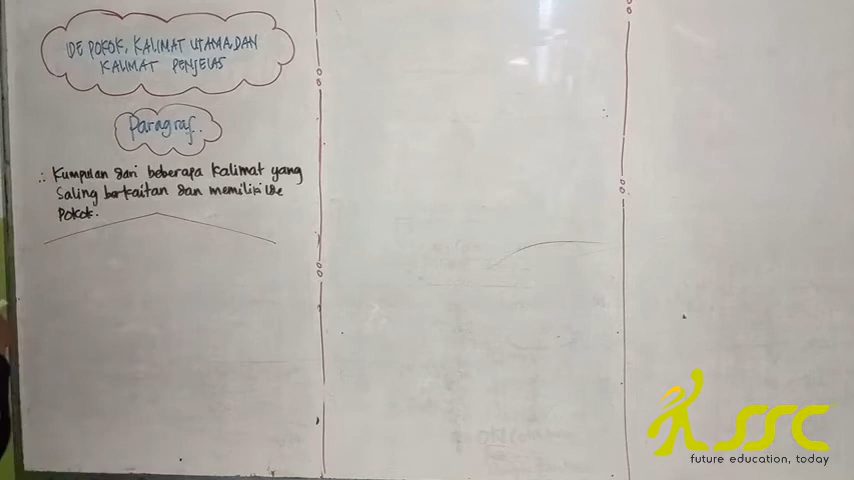 IDE POKOK, KALIMAT UTAMA, DAN
KALIMAT PENJELAS
Paragraf..
∴ Kumpulan dari beberapa kalimat yang
Saling berkaitan dan memiliki ide
Pokok.
SSC
future education, today